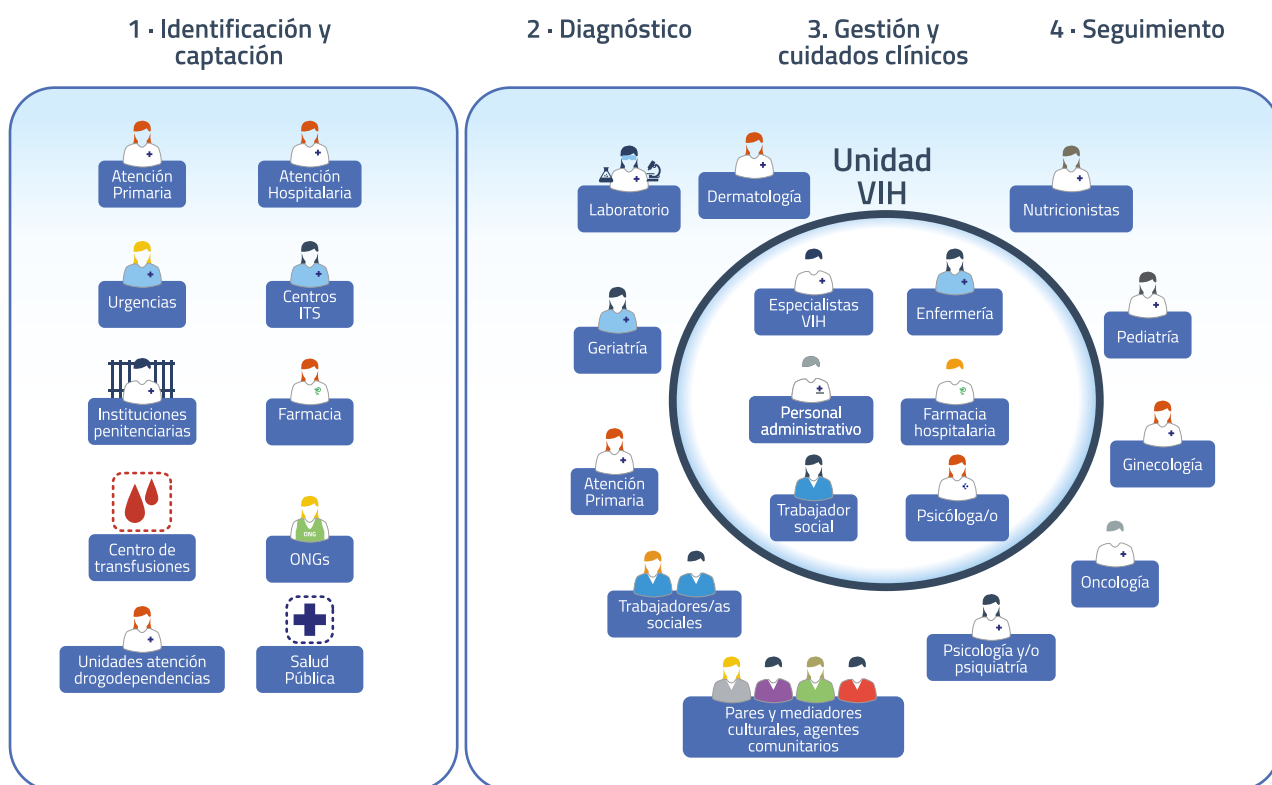 1 · Identificación y
captación
2 · Diagnóstico
3. Gestión y
cuidados clínicos
4 · Seguimiento
Atención
Primaria
Atención
Hospitalaria
Urgencias
Centros
ITS
Instituciones
penitenciarias
Farmacia
Centro de
transfusiones
ONG
ONGs
Unidades atención
drogodependencias
Salud
Pública
Laboratorio
Dermatología
Unidad
VIH
Nutricionistas
Geriatría
Especialistas
VIH
Enfermería
Pediatría
Personal
administrativo
Farmacia
hospitalaria
Atención
Primaria
Trabajador
social
Psicóloga/o
Ginecología
Oncología
Trabajadores/as
sociales
Psicología y/o
psiquiatría
Pares y mediadores
culturales, agentes
comunitarios